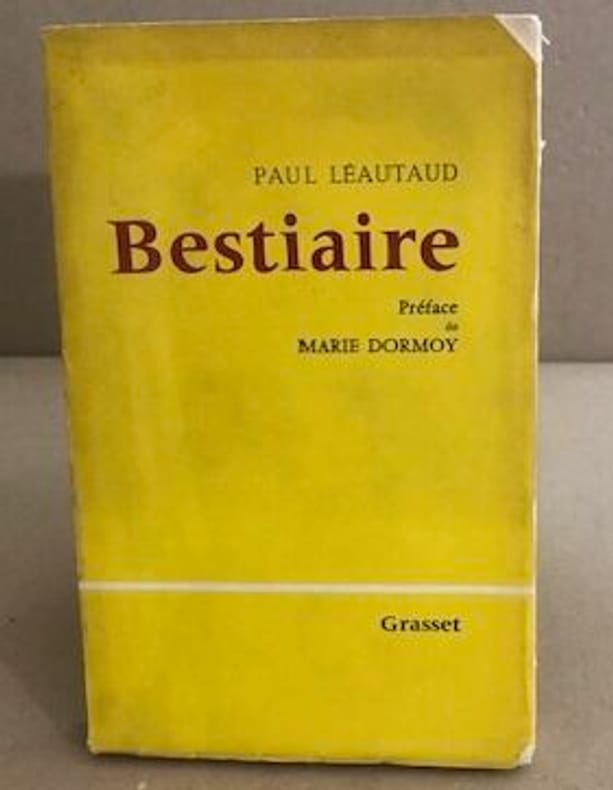 PAUL LÉAUTAUD
Bestiaire
Préface
de
MARIE DORMOY
Grasset